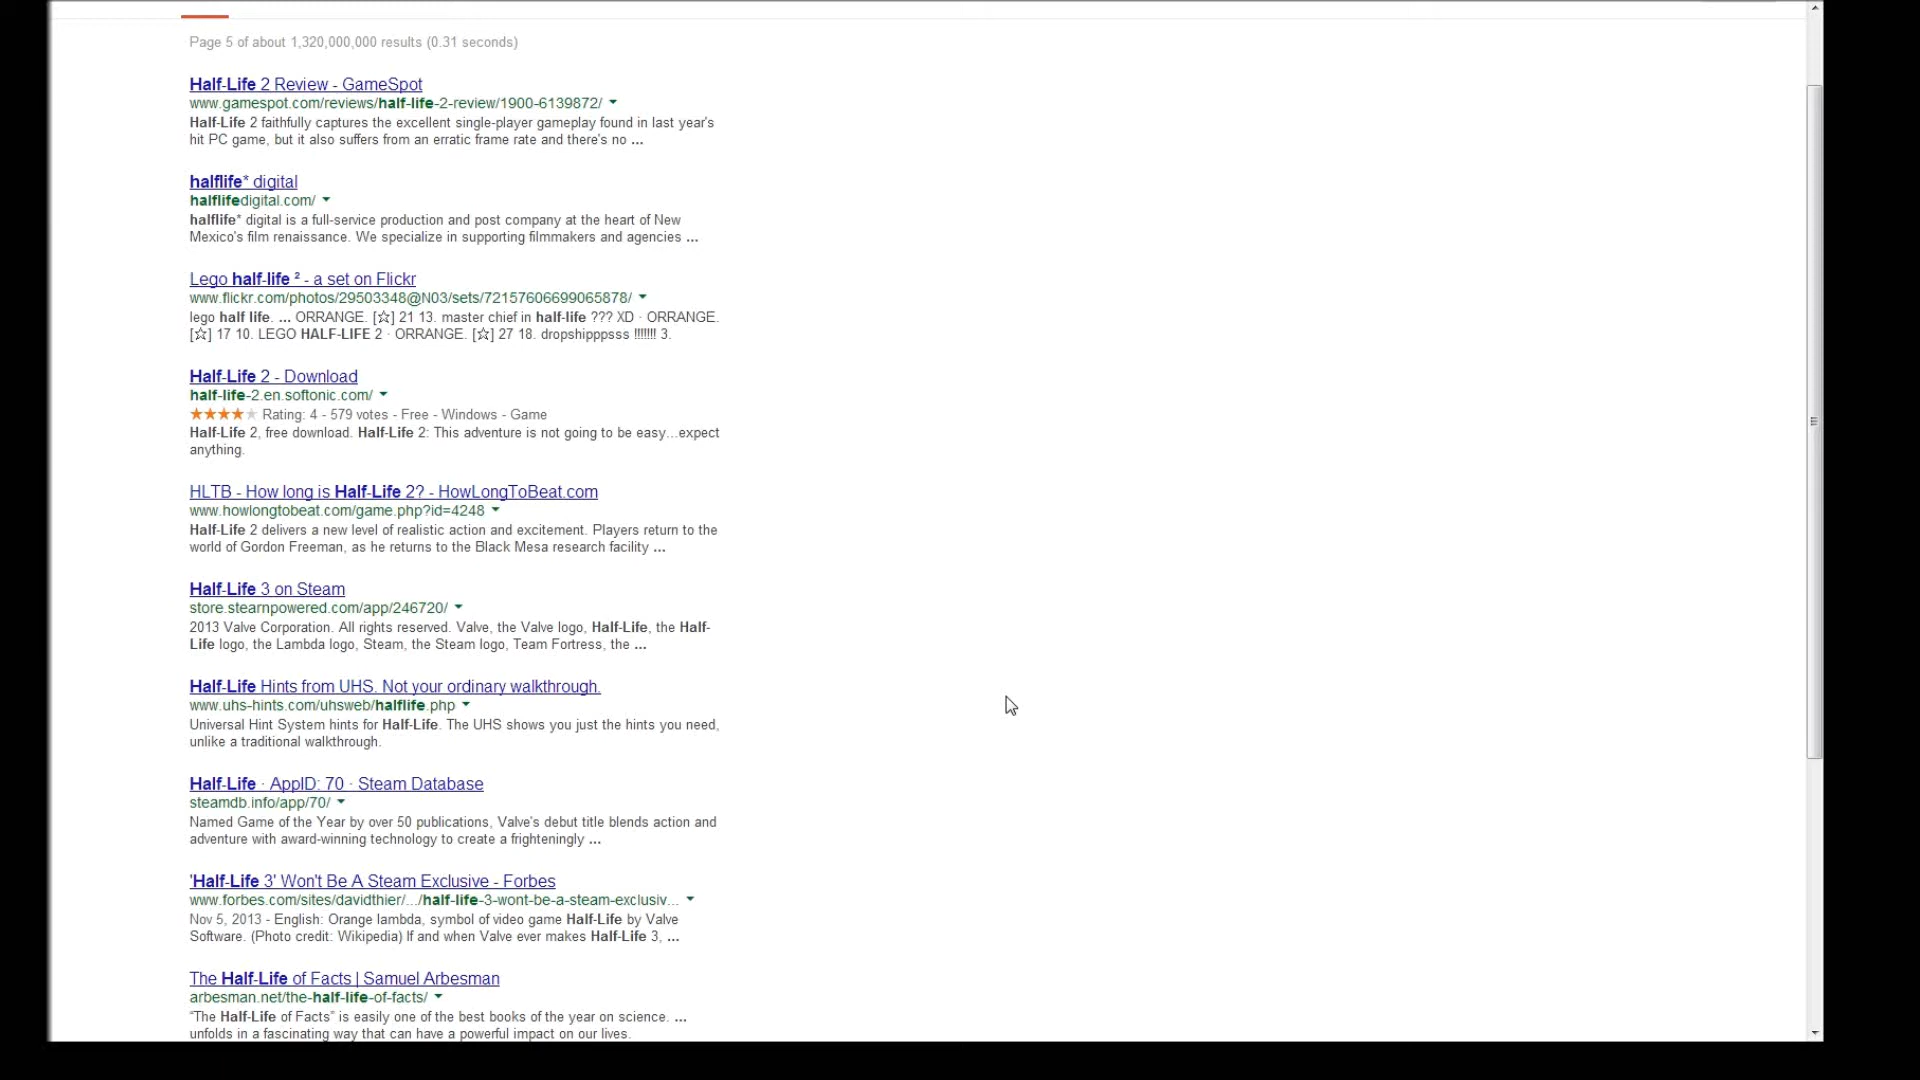 Page 5 of about 1,320,000,000 results (0.31 seconds)
Half-Life 2 Review - GameSpot
www.gamespot.com/reviews/half-life-2-review/1900-6139872/
Half-Life 2 faithfully captures the excellent single-player gameplay found in last year's
hit PC game, but it also suffers from an erratic frame rate and there's no ...
halflife* digital
halflifedigital.com/
halflife* digital is a full-service production and post company at the heart of New
Mexico's film renaissance. We specialize in supporting filmmakers and agencies ...
Lego half-life ² - a set on Flickr
www.flickr.com/photos/29503348@N03/sets/72157606699065878/
lego half life. ... ORRANGE. [☆] 21 13. master chief in half-life ??? XD · ORRANGE.
[☆] 17 10. LEGO HALF-LIFE 2 · ORRANGE. [☆] 27 18. dropshipppsss !!!!!!! 3.
Half-Life 2 - Download
half-life-2.en.softonic.com/
★★★★★ Rating: 4 - 579 votes - Free - Windows - Game
Half-Life 2, free download. Half-Life 2: This adventure is not going to be easy...expect
anything.
HLTB - How long is Half-Life 2? - HowLongToBeat.com
www.howlongtobeat.com/game.php?id=4248
Half-Life 2 delivers a new level of realistic action and excitement. Players return to the
world of Gordon Freeman, as he returns to the Black Mesa research facility ...
Half-Life 3 on Steam
store.stearnpowered.com/app/246720/
2013 Valve Corporation. All rights reserved. Valve, the Valve logo, Half-Life, the Half-
Life logo, the Lambda logo, Steam, the Steam logo, Team Fortress, the ...
Half-Life Hints from UHS. Not your ordinary walkthrough.
www.uhs-hints.com/uhsweb/halflife.php
Universal Hint System hints for Half-Life. The UHS shows you just the hints you need,
unlike a traditional walkthrough.
Half-Life · AppID: 70 · Steam Database
steamdb.info/app/70/
Named Game of the Year by over 50 publications, Valve's debut title blends action and
adventure with award-winning technology to create a frighteningly ...
'Half-Life 3' Won't Be A Steam Exclusive - Forbes
www.forbes.com/sites/davidthier/.../half-life-3-wont-be-a-steam-exclusiv...
Nov 5, 2013 - English: Orange lambda, symbol of video game Half-Life by Valve
Software. (Photo credit: Wikipedia) If and when Valve ever makes Half-Life 3, ...
The Half-Life of Facts | Samuel Arbesman
arbesman.net/the-half-life-of-facts/
“The Half-Life of Facts” is easily one of the best books of the year on science. ...
unfolds in a fascinating way that can have a powerful impact on our lives.